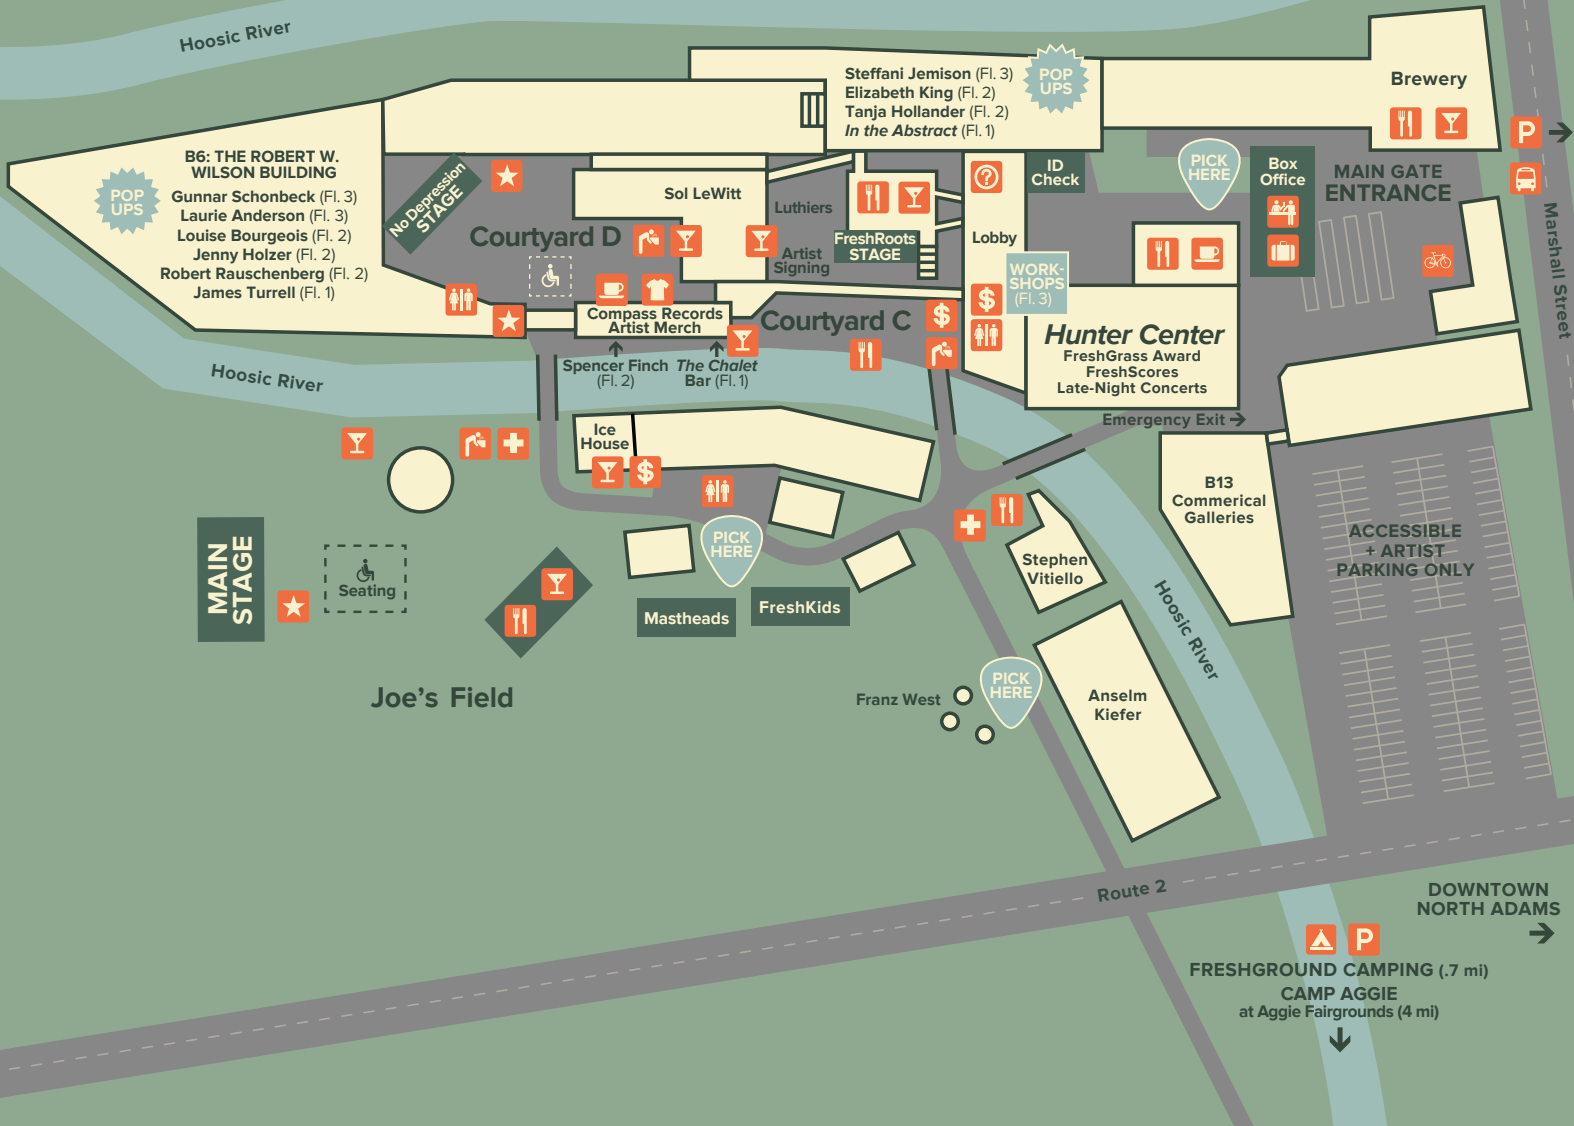 Hoosic River
Steffani Jemison (Fl. 3)
Elizabeth King (Fl. 2)
Tanja Hollander (Fl. 2)
In the Abstract (Fl. 1)
POP
UPS
Brewery
P
B6: THE ROBERT W.
WILSON BUILDING
Gunnar Schonbeck (Fl. 3)
Laurie Anderson (Fl. 3)
Louise Bourgeois (Fl. 2)
Jenny Holzer (Fl. 2)
Robert Rauschenberg (Fl. 2)
James Turrell (Fl. 1)
POP
UPS
No Depression
STAGE
Courtyard D
Sol LeWitt
Luthiers
Artist
Signing
FreshRoots
STAGE
?
Lobby
ID
Check
PICK
HERE
Box
Office
MAIN GATE
ENTRANCE
Marshall Street
WORK-
SHOPS
(Fl. 3)
$
Compass Records
Artist Merch
Courtyard C
$
Hunter Center
FreshGrass Award
FreshScores
Late-Night Concerts
Spencer Finch
(Fl. 2)
The Chalet
Bar (Fl. 1)
Hoosic River
Emergency Exit
Ice
House
$
B13
Commerical
Galleries
ACCESSIBLE
+ ARTIST
PARKING ONLY
MAIN
STAGE
Seating
PICK
HERE
Mastheads
FreshKids
Stephen
Vitiello
Hoosic River
Joe's Field
Franz West
PICK
HERE
Anselm
Kiefer
Route 2
DOWNTOWN
NORTH ADAMS
P
FRESHGROUND CAMPING (.7 mi)
CAMP AGGIE
at Aggie Fairgrounds (4 mi)